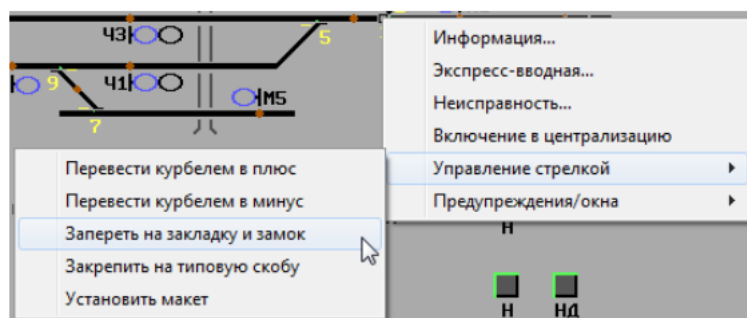 Ч3
5
9
Ч1
М5
7
Информация...
Экспресс-вводная...
Неисправность...
Включение в централизацию
Управление стрелкой
Предупреждения/окна
Перевести курбелем в плюс
Перевести курбелем в минус
Запереть на закладку и замок
Закрепить на типовую скобу
Установить макет
Н
Н НД